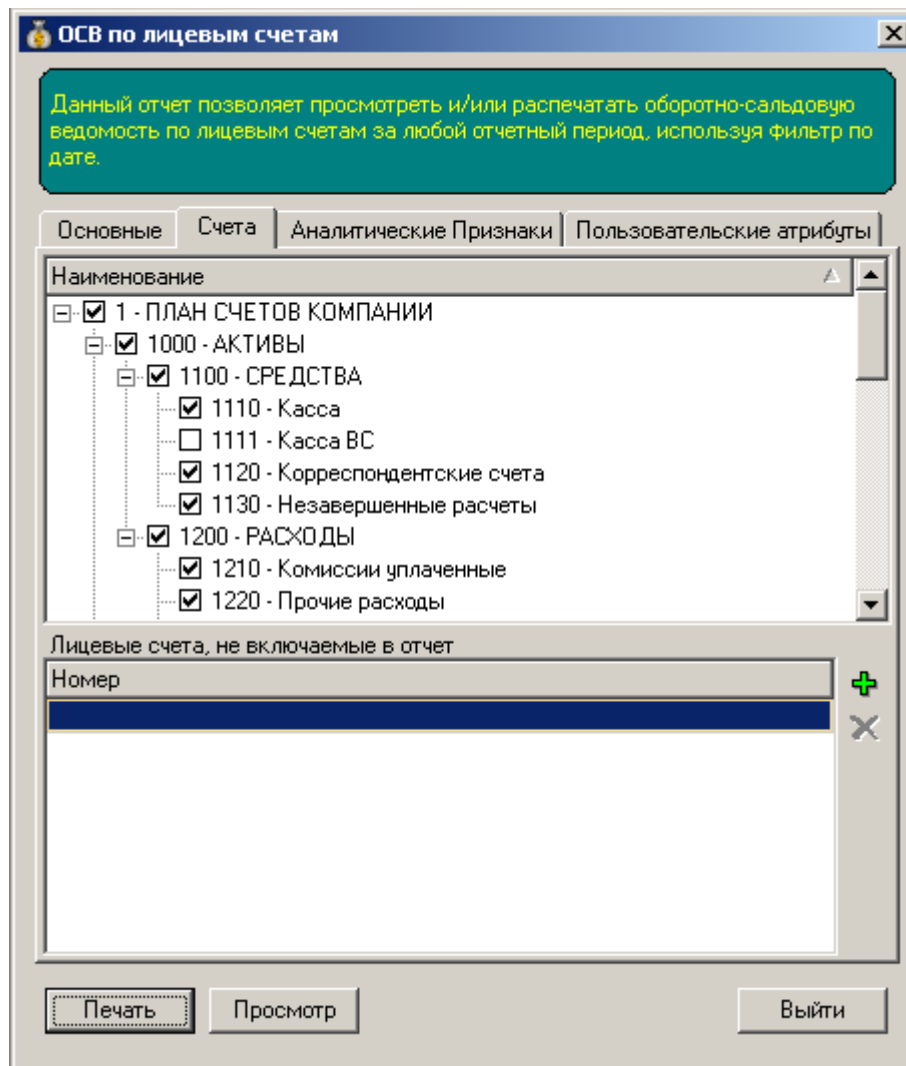 ОСВ по лицевым счетам
Данный отчет позволяет просмотреть и/или распечатать оборотно-сальдовую
ведомость по лицевым счетам за любой отчетный период, используя фильтр по
дате.
Основные Счета Аналитические Признаки Пользовательские атрибуты
Наименование
1 - ПЛАН СЧЕТОВ КОМПАНИИ
1000 - АКТИВЫ
1100 - СРЕДСТВА
1110 - Касса
1111 - Касса ВС
1120 - Корреспондентские счета
1130 - Незавершенные расчеты
1200 - РАСХОДЫ
1210 - Комиссии уплаченные
1220 - Прочие расходы
Лицевые счета, не включаемые в отчет
Номер
Печать Просмотр Выйти